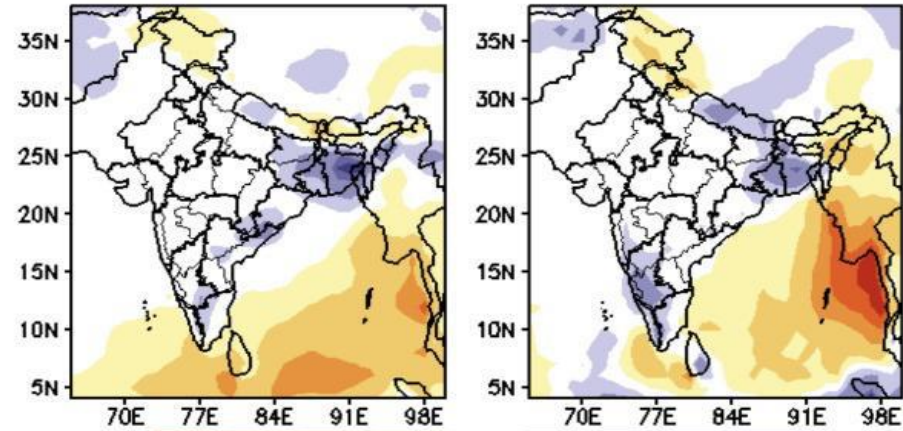 35N 35N
30N 30N
25N 25N
20N 20N
15N 15N
10N 10N
5N 5N
70E 77E 84E 91E 98E 70E 77E 84E 91E 98E